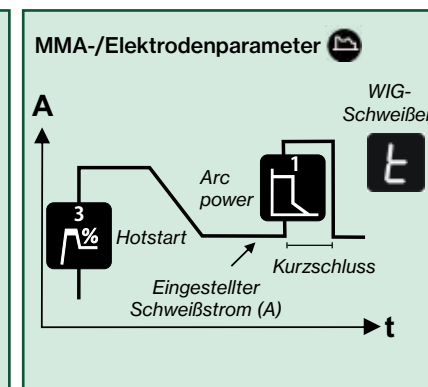 MMA-/Elektrodenparameter
WIG-
Schweißen
A
t
1
Arc
power
3
%
Hotstart
Kurzschluss
Eingestellter
Schweißstrom (A)
t